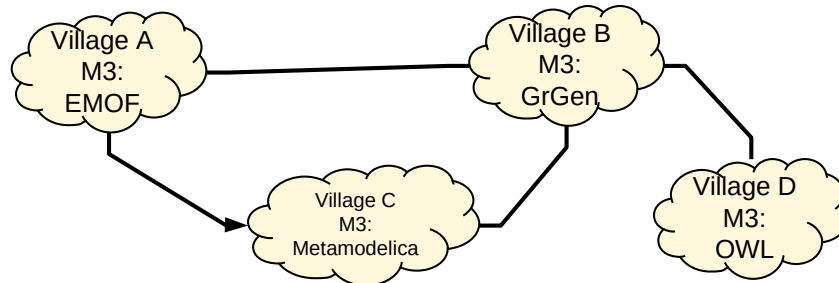 Village A
M3:
EMOF
Village B
M3:
GrGen
Village C
M3:
Metamodelica
Village D
M3:
OWL